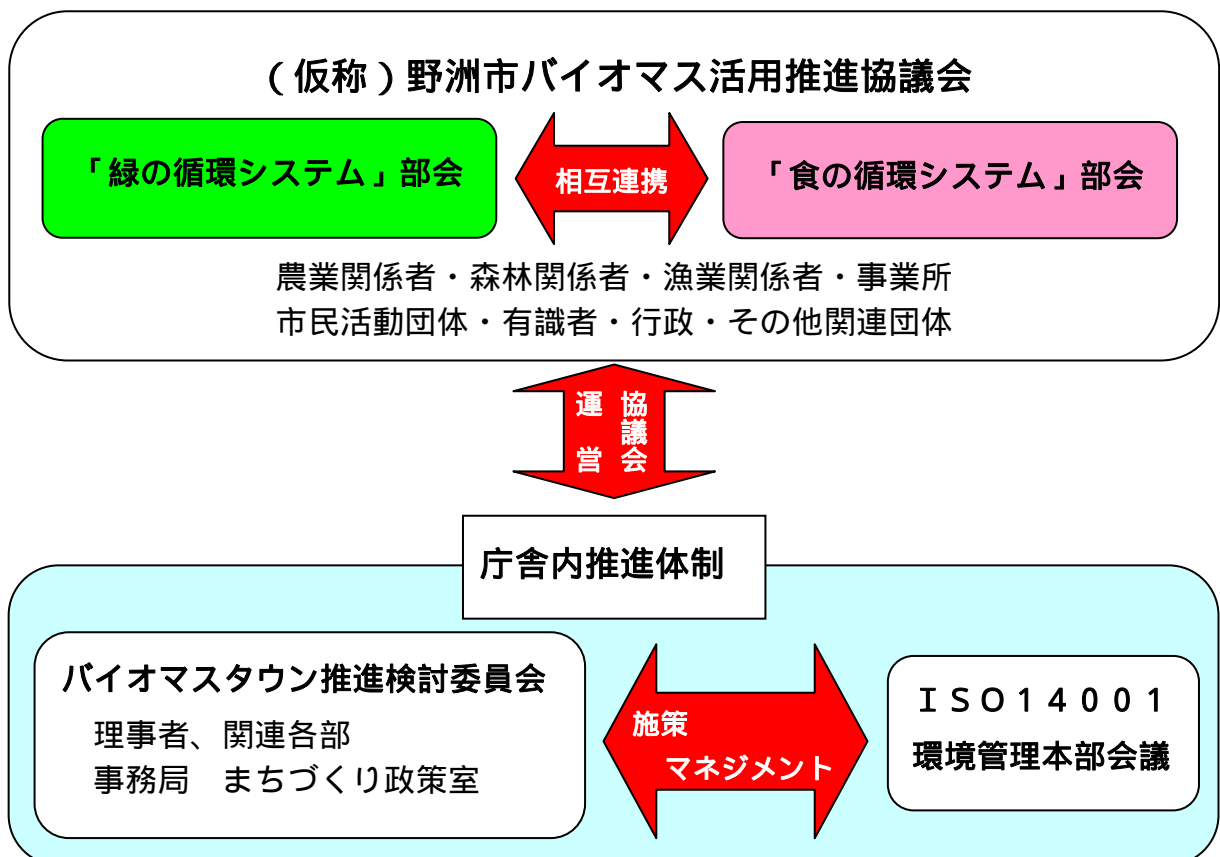 （仮称）野洲市バイオマス活用推進協議会
「緑の循環システム」部会
相互連携
「食の循環システム」部会
農業関係者・森林関係者・漁業関係者・事業所
市民活動団体・有識者・行政・その他関連団体
協議会
運営
庁舎内推進体制
バイオマスタウン推進検討委員会
理事者、関連各部
事務局　まちづくり政策室
施策
マネジメント
ＩＳＯ１４００１
環境管理本部会議